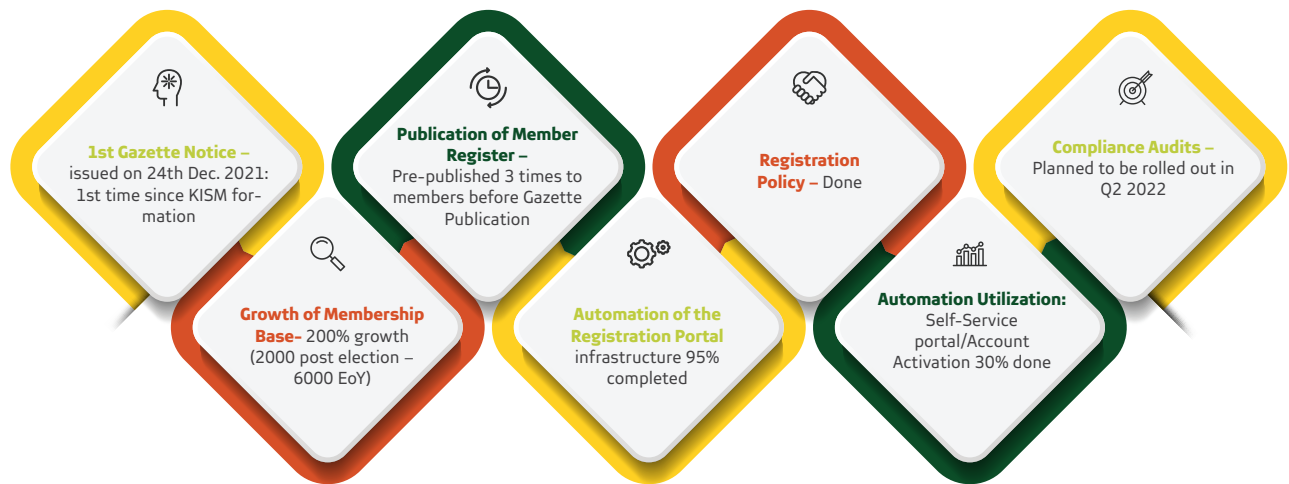 1st Gazette Notice –
issued on 24th Dec. 2021:
1st time since KISM for-
mation
Growth of Membership
Base– 200% growth
(2000 post election –
6000 EoY)
Publication of Member
Register –
Pre-published 3 times to
members before Gazette
Publication
Automation of the
Registration Portal
infrastructure 95%
completed
Registration
Policy – Done
Automation Utilization:
Self-Service
portal/Account
Activation 30% done
Compliance Audits –
Planned to be rolled out in
Q2 2022